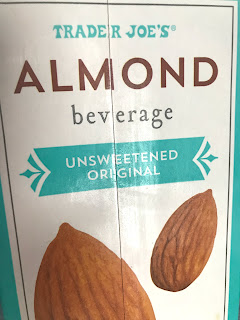 TRADER JOE'S®
ALMOND
beverage
UNSWEETENED
ORIGINAL